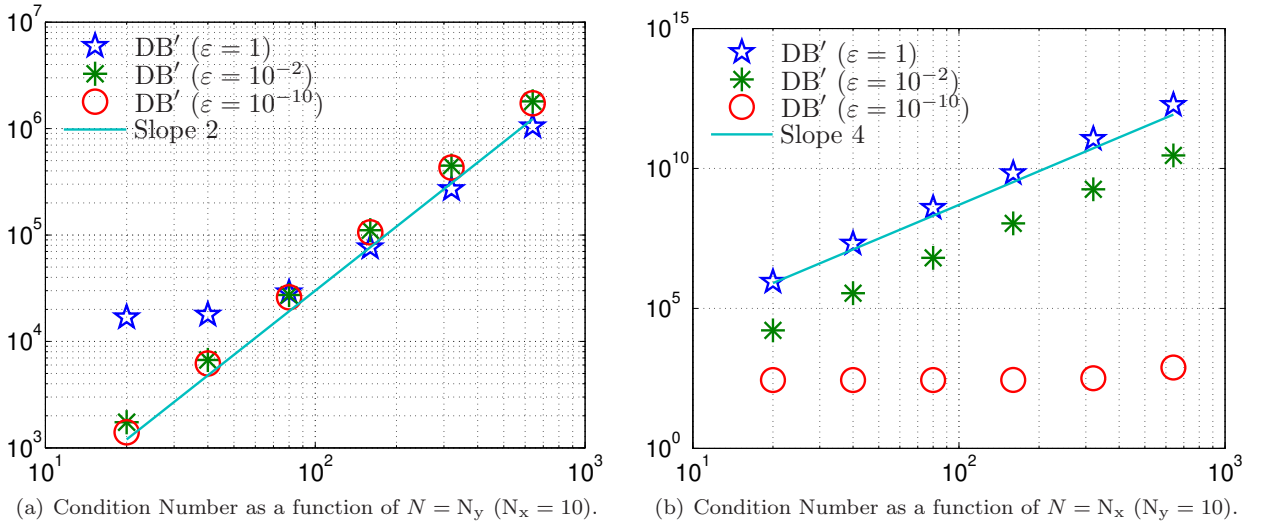 10^7
10^6
10^5
10^4
10^3
10^1
10^2
10^3
DB′ (ε = 1)
DB′ (ε = 10^{-2})
DB′ (ε = 10^{-10})
Slope 2
(a) Condition Number as a function of N = N_y (N_x = 10).
10^15
10^10
10^5
10^0
10^1
10^2
10^3
DB′ (ε = 1)
DB′ (ε = 10^{-2})
DB′ (ε = 10^{-10})
Slope 4
(b) Condition Number as a function of N = N_x (N_y = 10).